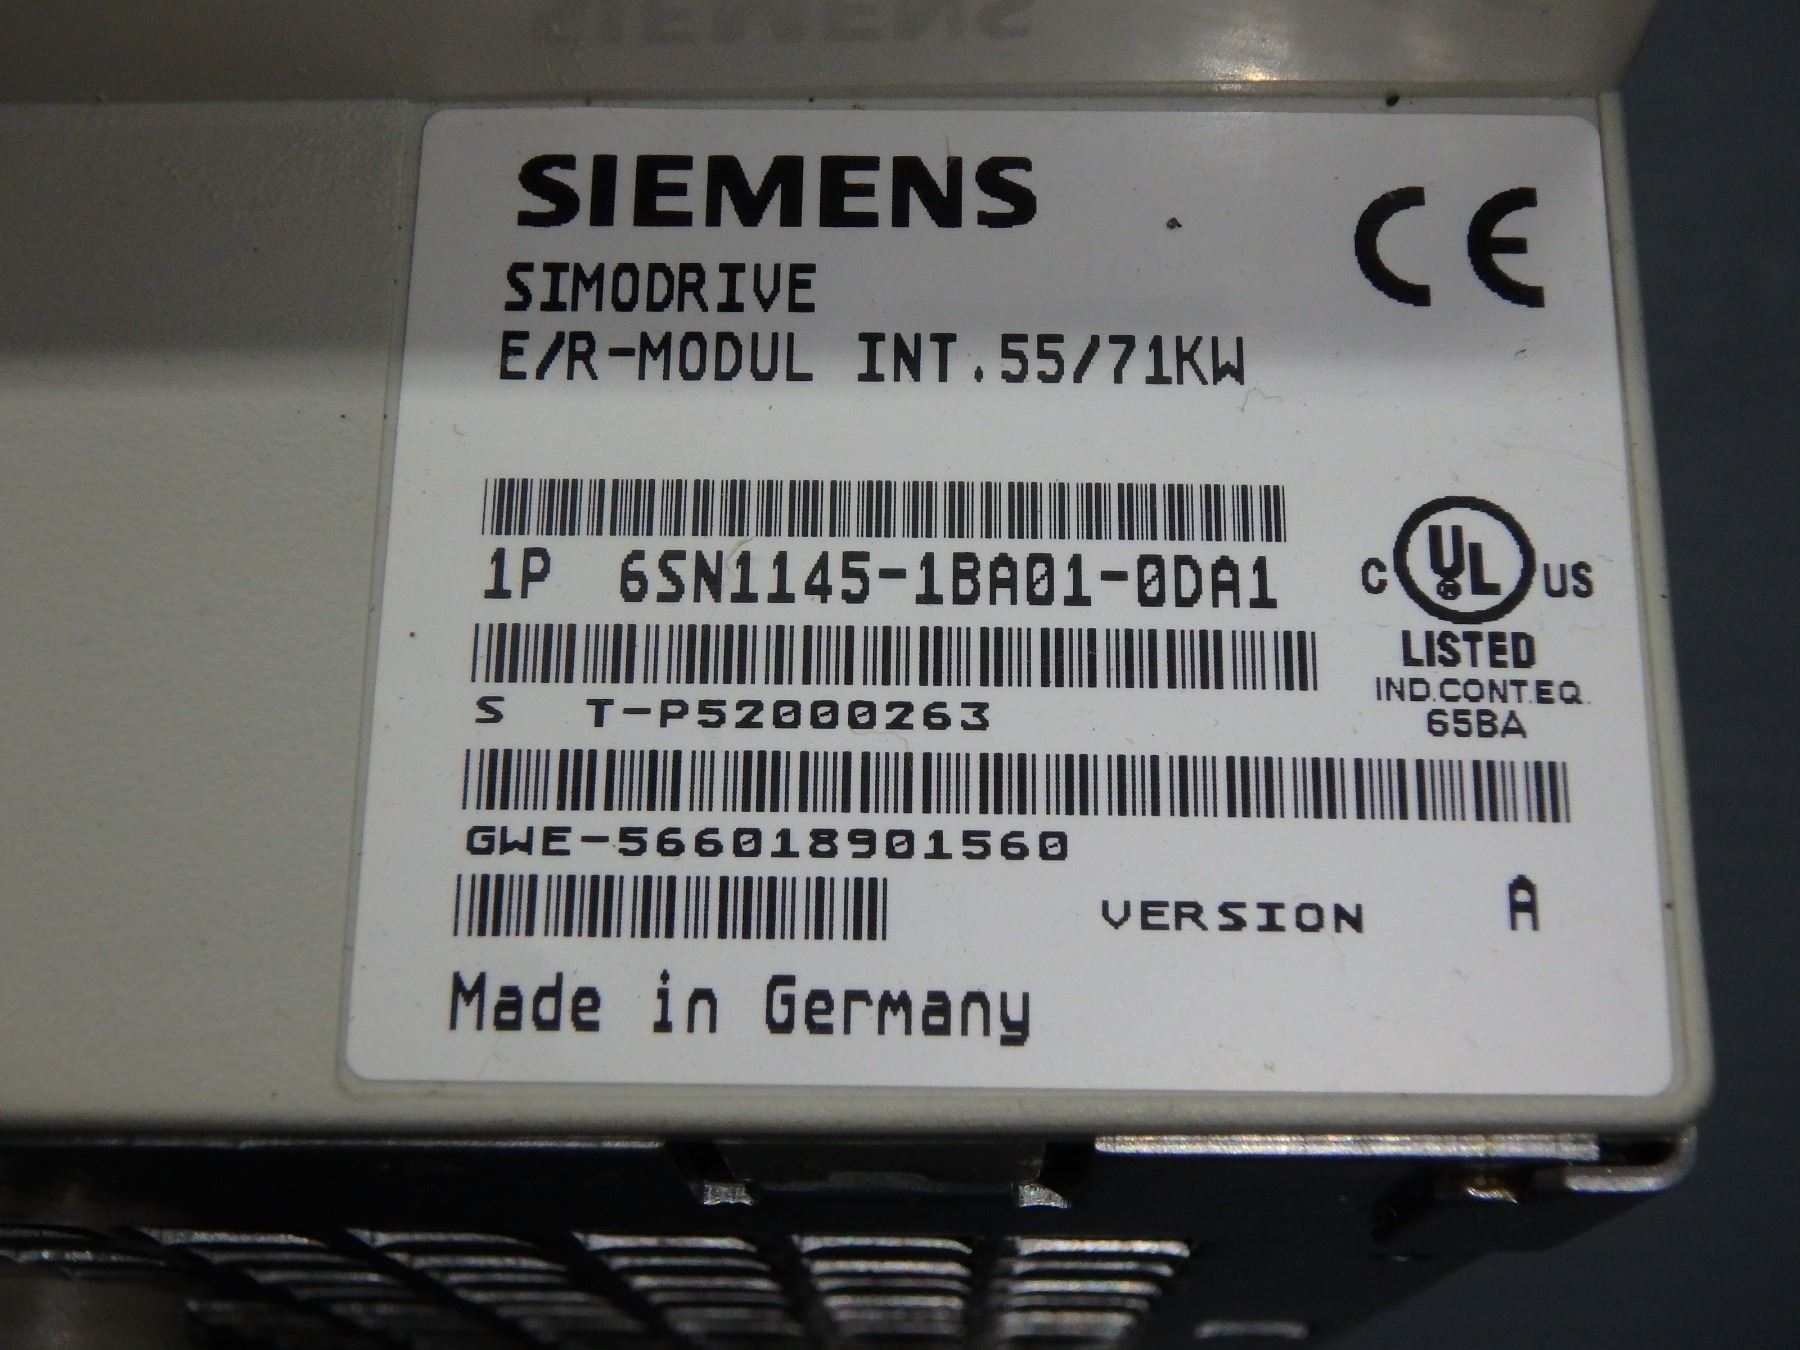 SIEMENS
CE
SIMODRIVE
E/R-MODUL INT.55/71KW
1P 6SN1145-1BA01-0DA1
C UL® US
LISTED
IND.CONT.EQ.
65BA
S T-P52000263
GWE-566018901560
VERSION A
Made in Germany